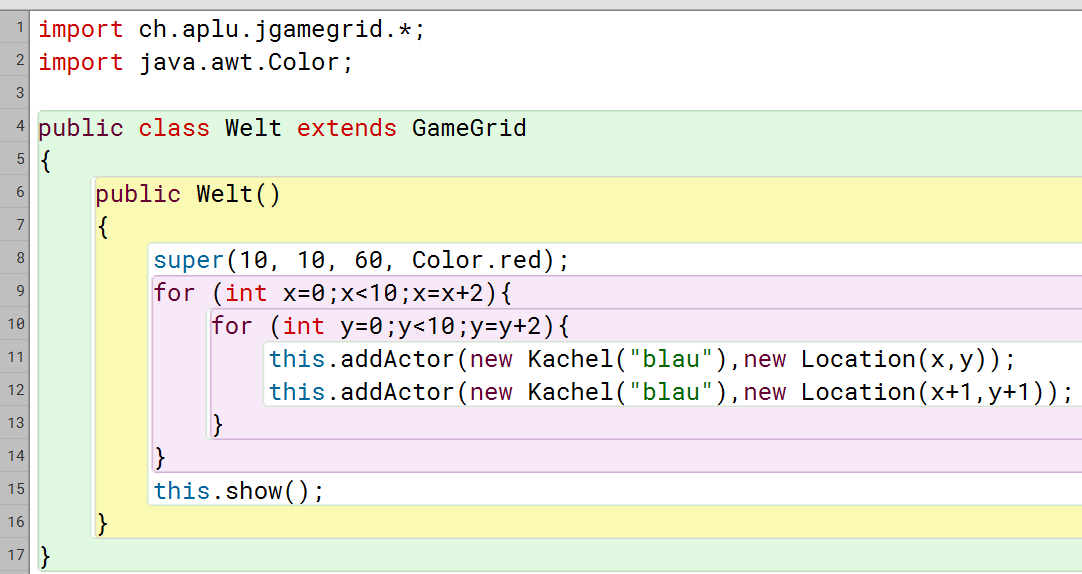 1 import ch.aplu.jgamegrid.*;
2 import java.awt.Color;
3
4 public class Welt extends GameGrid
5 {
6     public Welt()
7     {
8         super(10, 10, 60, Color.red);
9         for (int x=0;x<10;x=x+2){
10             for (int y=0;y<10;y=y+2){
11                 this.addActor(new Kachel("blau"),new Location(x,y));
12                 this.addActor(new Kachel("blau"),new Location(x+1,y+1));
13             }
14         }
15         this.show();
16     }
17 }